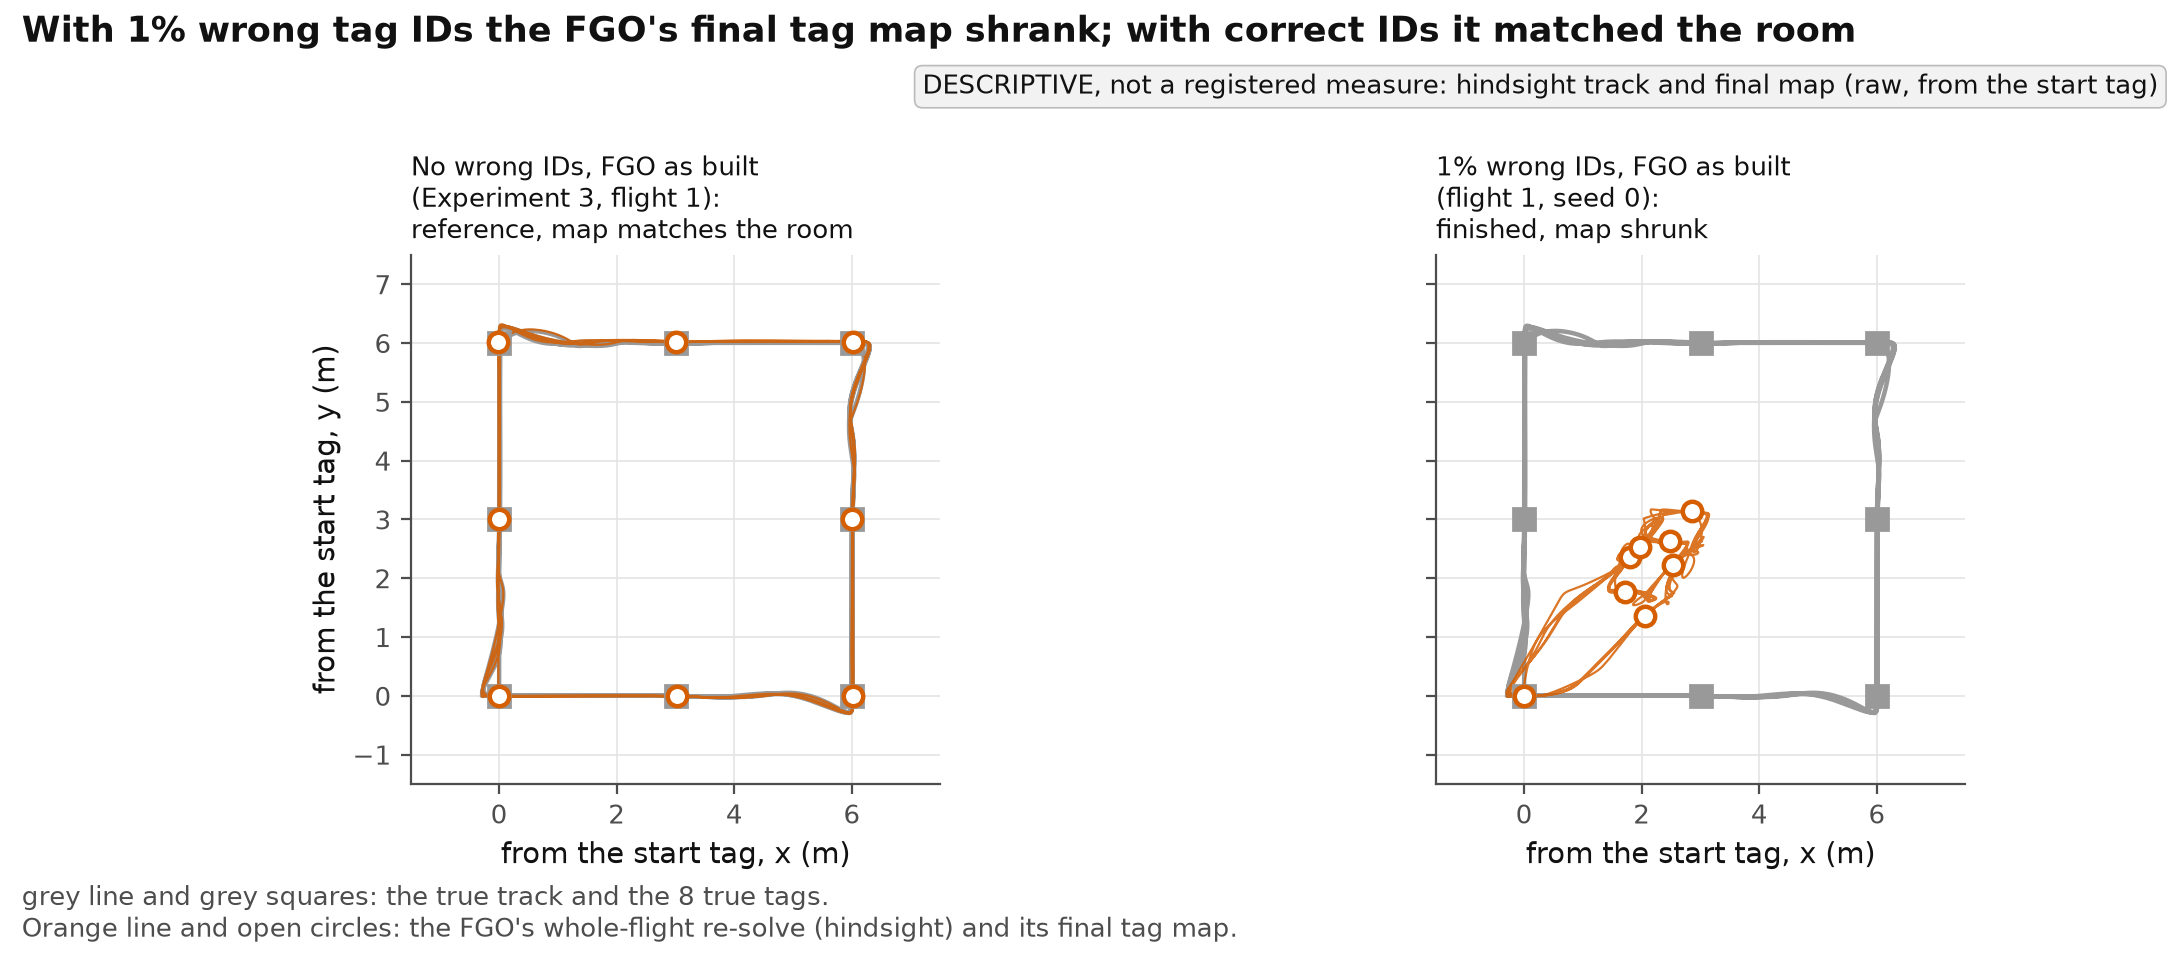 With 1% wrong tag IDs the FGO's final tag map shrank; with correct IDs it matched the room
DESCRIPTIVE, not a registered measure: hindsight track and final map (raw, from the start tag)
No wrong IDs, FGO as built
(Experiment 3, flight 1):
reference, map matches the room
1% wrong IDs, FGO as built
(flight 1, seed 0):
finished, map shrunk
from the start tag, y (m)
7
6
5
4
3
2
1
0
−1
0 2 4 6
from the start tag, x (m)
0 2 4 6
from the start tag, x (m)
grey line and grey squares: the true track and the 8 true tags.
Orange line and open circles: the FGO's whole-flight re-solve (hindsight) and its final tag map.